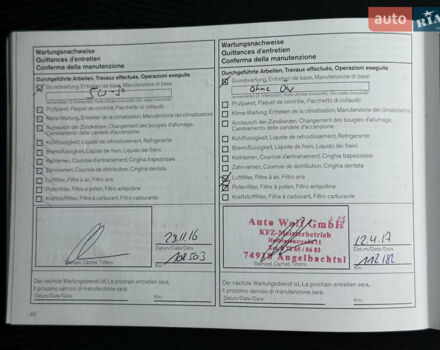 auto RIA
Wartungsnachweise
Quittances d'entretien
Conferma della manutenzione
Durchgeführte Arbeiten, Travaux effectués, Operazioni eseguite
Grundwartung, Entretien de base, Manutenzione di base
Prüfpaket, Paquet de contrôle, Pacchetto di collaudo
Klima-Wartung, Entretien de climatisation, Manutenzione del climatizzatore
Austausch der Zündkerzen, Changement des bougies d'allumage,
Cambiamento delle candele d'accensione
Kühlflüssigkeit, Liquide de refroidissement, Refrigerante
Bremsflüssigkeit, Liquide de freins, Liquido dei freni
Keilriemen, Courroie d'entraînement, Cinghia trapezoidale
Zahnriemen, Courroie de distribution, Cinghia dentata
Luftfilter, Filtre à air, Filtro aria
Pollenfilter, Filtre à pollen, Filtro antipolline
Kraftstofffilter, Filtre à carburant, Filtro carburante
29.11.16
Datum/Date/Data
108503
Stempel, Cachet, Timbro
Km
Der nächste Wartungsdienst ist, Le prochain entretien sera,
Il prossimo servizio di manutenzione sarà:
Datum/Date/Data:
Km:
40
Wartungsnachweise
Quittances d'entretien
Conferma della manutenzione
Durchgeführte Arbeiten, Travaux effectués, Operazioni eseguite
Grundwartung, Entretien de base, Manutenzione di base
Ohne
Prüfpaket, Paquet de contrôle, Pacchetto di collaudo
Klima-Wartung, Entretien de climatisation, Manutenzione del climatizzatore
Austausch der Zündkerzen, Changement des bougies d'allumage,
Cambiamento delle candele d'accensione
Kühlflüssigkeit, Liquide de refroidissement, Refrigerante
Bremsflüssigkeit, Liquide de freins, Liquido dei freni
Keilriemen, Courroie d'entraînement, Cinghia trapezoidale
Zahnriemen, Courroie de distribution, Cinghia dentata
Luftfilter, Filtre à air, Filtro aria
Pollenfilter, Filtre à pollen, Filtro antipolline
Kraftstofffilter, Filtre à carburant, Filtro carburante
Auto Wolf GmbH
KFZ-Meisterbetrieb
74918 Angelbachtal
12.4.17
Datum/Date/Data
112182
Stempel, Cachet, Timbro
Km
Der nächste Wartungsdienst ist, Le prochain entretien sera,
Il prossimo servizio di manutenzione sarà:
Datum/Date/Data:
Km: